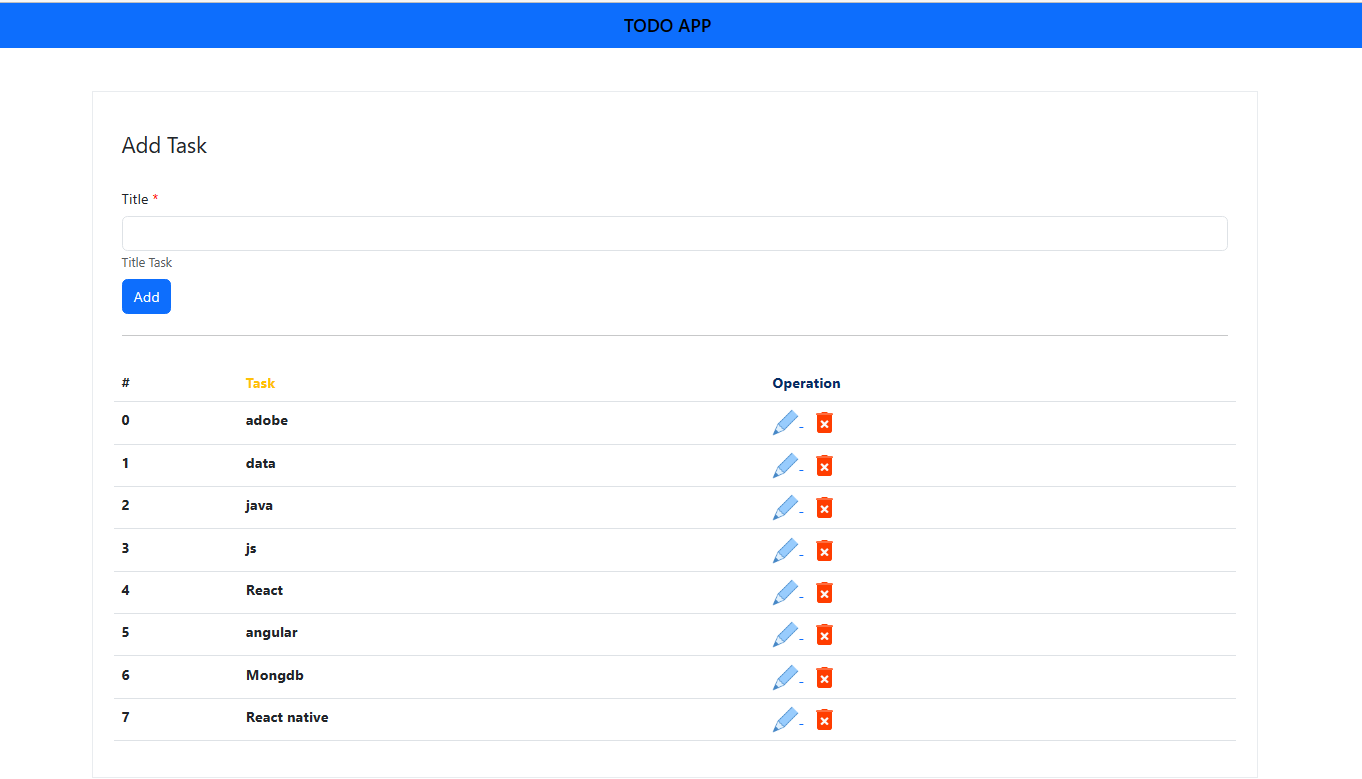 TODO APP
Add Task
Title *
Title Task
Add
# Task Operation
0 adobe
1 data
2 java
3 js
4 React
5 angular
6 Mongdb
7 React native